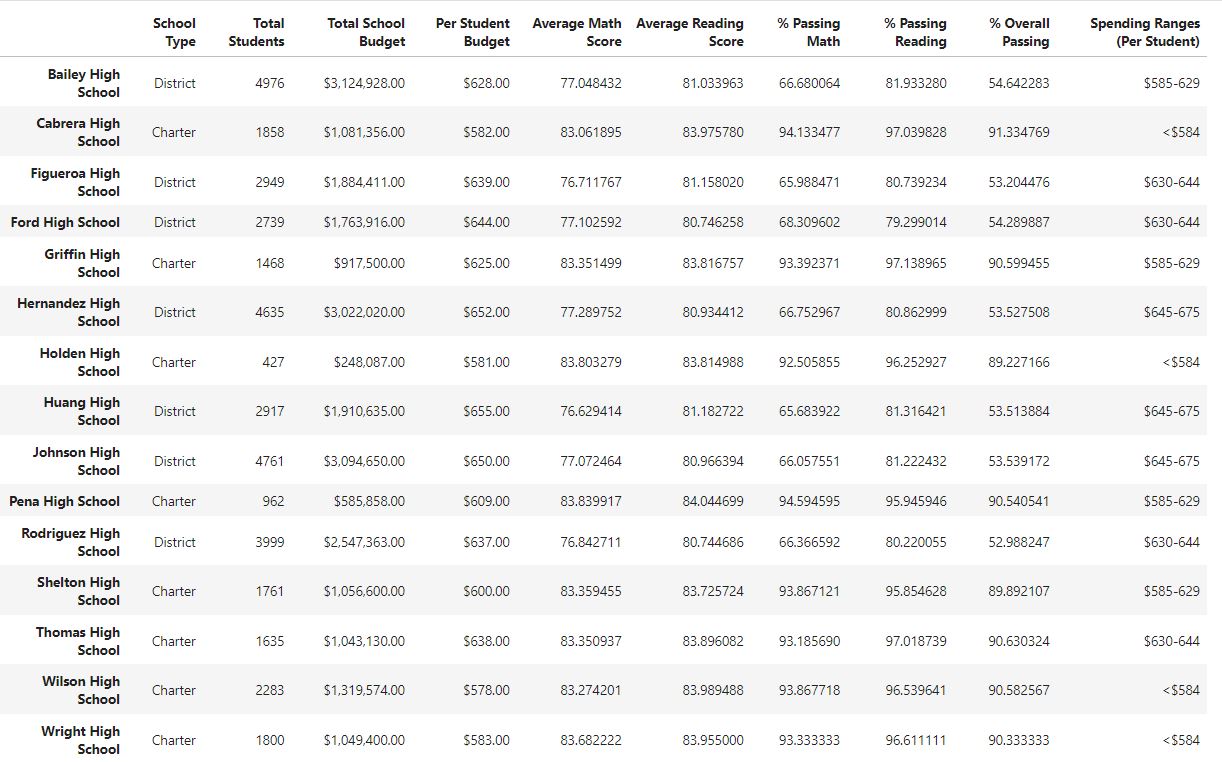 School Type Total Students Total School Budget Per Student Budget Average Math Score Average Reading Score % Passing Math % Passing Reading % Overall Passing Spending Ranges (Per Student)
Bailey High School District 4976 $3,124,928.00 $628.00 77.048432 81.033963 66.680064 81.933280 54.642283 $585-629
Cabrera High School Charter 1858 $1,081,356.00 $582.00 83.061895 83.975780 94.133477 97.039828 91.334769 <$584
Figueroa High School District 2949 $1,884,411.00 $639.00 76.711767 81.158020 65.988471 80.739234 53.204476 $630-644
Ford High School District 2739 $1,763,916.00 $644.00 77.102592 80.746258 68.309602 79.299014 54.289887 $630-644
Griffin High School Charter 1468 $917,500.00 $625.00 83.351499 83.816757 93.392371 97.138965 90.599455 $585-629
Hernandez High School District 4635 $3,022,020.00 $652.00 77.289752 80.934412 66.752967 80.862999 53.527508 $645-675
Holden High School Charter 427 $248,087.00 $581.00 83.803279 83.814988 92.505855 96.252927 89.227166 <$584
Huang High School District 2917 $1,910,635.00 $655.00 76.629414 81.182722 65.683922 81.316421 53.513884 $645-675
Johnson High School District 4761 $3,094,650.00 $650.00 77.072464 80.966394 66.057551 81.222432 53.539172 $645-675
Pena High School Charter 962 $585,858.00 $609.00 83.839917 84.044699 94.594595 95.945946 90.540541 $585-629
Rodriguez High School District 3999 $2,547,363.00 $637.00 76.842711 80.744686 66.366592 80.220055 52.988247 $630-644
Shelton High School Charter 1761 $1,056,600.00 $600.00 83.359455 83.725724 93.867121 95.854628 89.892107 $585-629
Thomas High School Charter 1635 $1,043,130.00 $638.00 83.350937 83.896082 93.185690 97.018739 90.630324 $630-644
Wilson High School Charter 2283 $1,319,574.00 $578.00 83.274201 83.989488 93.867718 96.539641 90.582567 <$584
Wright High School Charter 1800 $1,049,400.00 $583.00 83.682222 83.955000 93.333333 96.611111 90.333333 <$584